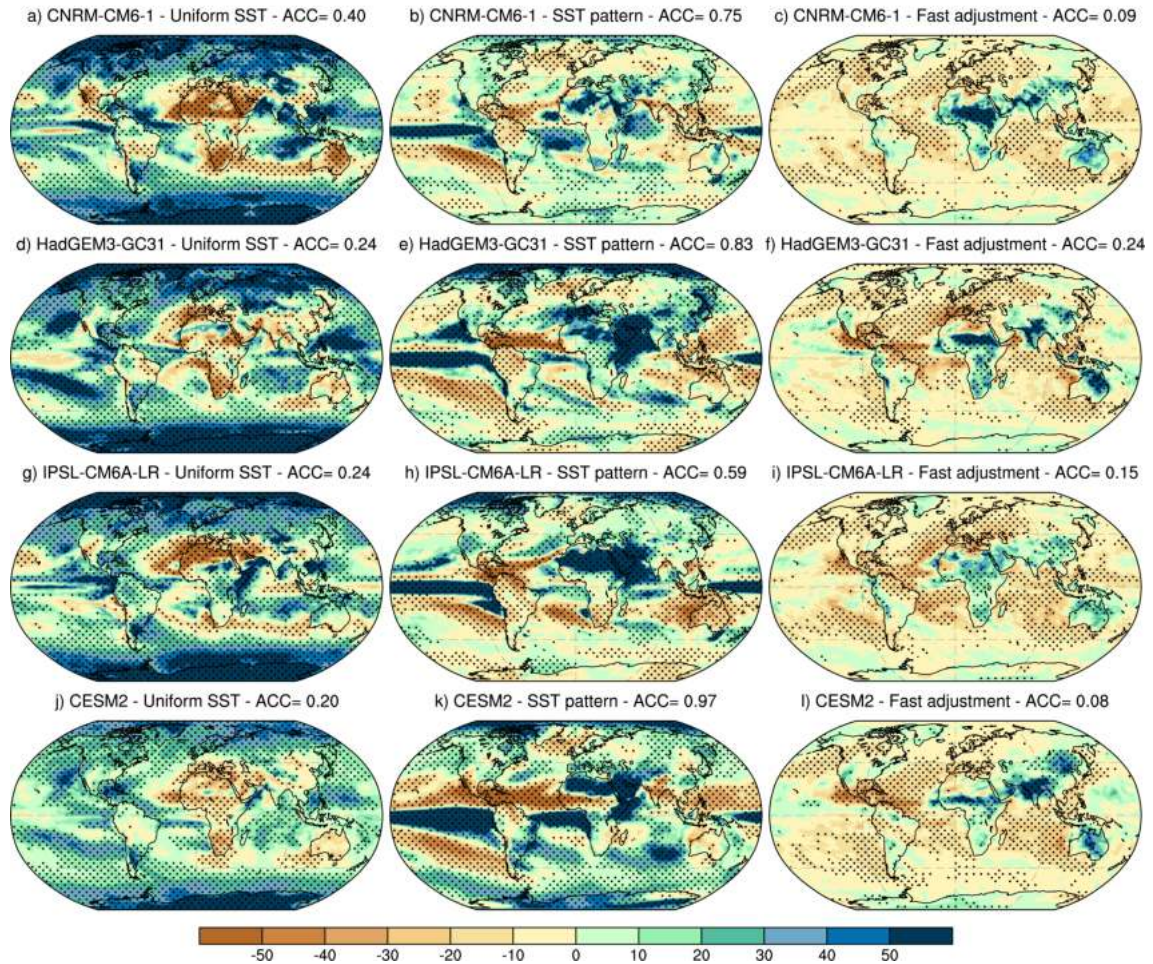 a) CNRM-CM6-1 - Uniform SST - ACC= 0.40
b) CNRM-CM6-1 - SST pattern - ACC= 0.75
c) CNRM-CM6-1 - Fast adjustment - ACC= 0.09
d) HadGEM3-GC31 - Uniform SST - ACC= 0.24
e) HadGEM3-GC31 - SST pattern - ACC= 0.83
f) HadGEM3-GC31 - Fast adjustment - ACC= 0.24
g) IPSL-CM6A-LR - Uniform SST - ACC= 0.24
h) IPSL-CM6A-LR - SST pattern - ACC= 0.59
i) IPSL-CM6A-LR - Fast adjustment - ACC= 0.15
j) CESM2 - Uniform SST - ACC= 0.20
k) CESM2 - SST pattern - ACC= 0.97
l) CESM2 - Fast adjustment - ACC= 0.08
-50 -40 -30 -20 -10 0 10 20 30 40 50